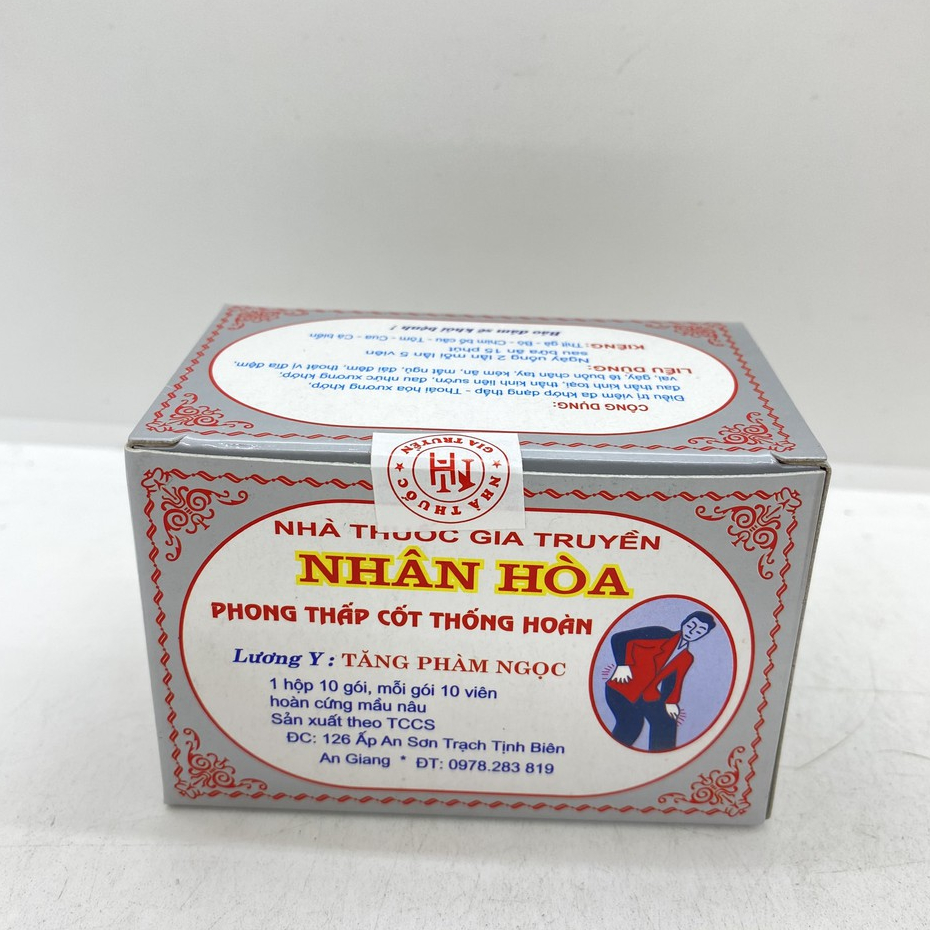 NHÀ THUỐC GIA TRUYỀN
HTN
NHÀ THUỐC GIA TRUYỀN
NHÂN HÒA
PHONG THẤP CỐT THỐNG HOÀN
Lương Y : TĂNG PHÀM NGỌC
1 hộp 10 gói, mỗi gói 10 viên
hoàn cứng mầu nâu
Sản xuất theo TCCS
ĐC: 126 Ấp An Sơn Trạch Tịnh Biên
An Giang * ĐT: 0978.283 819
CÔNG DỤNG:
Điều trị viêm đa khớp dạng thấp - Thoái hóa xương khớp,
đau thần kinh tọa, thần kinh liên sườn, đau nhức xương khớp,
vai, gáy, tê buồn chân tay, kém ăn, mất ngủ, đái đầm, thoát vị đĩa đệm,
LIỀU DÙNG:
Ngày uống 2 lần mỗi lần 5 viên
sau bữa ăn 15 phút
KIÊNG: Thịt gà - Bò - Chim bồ câu - Tôm - Cua - Cá biển
Bảo đảm sẽ khỏi bệnh !